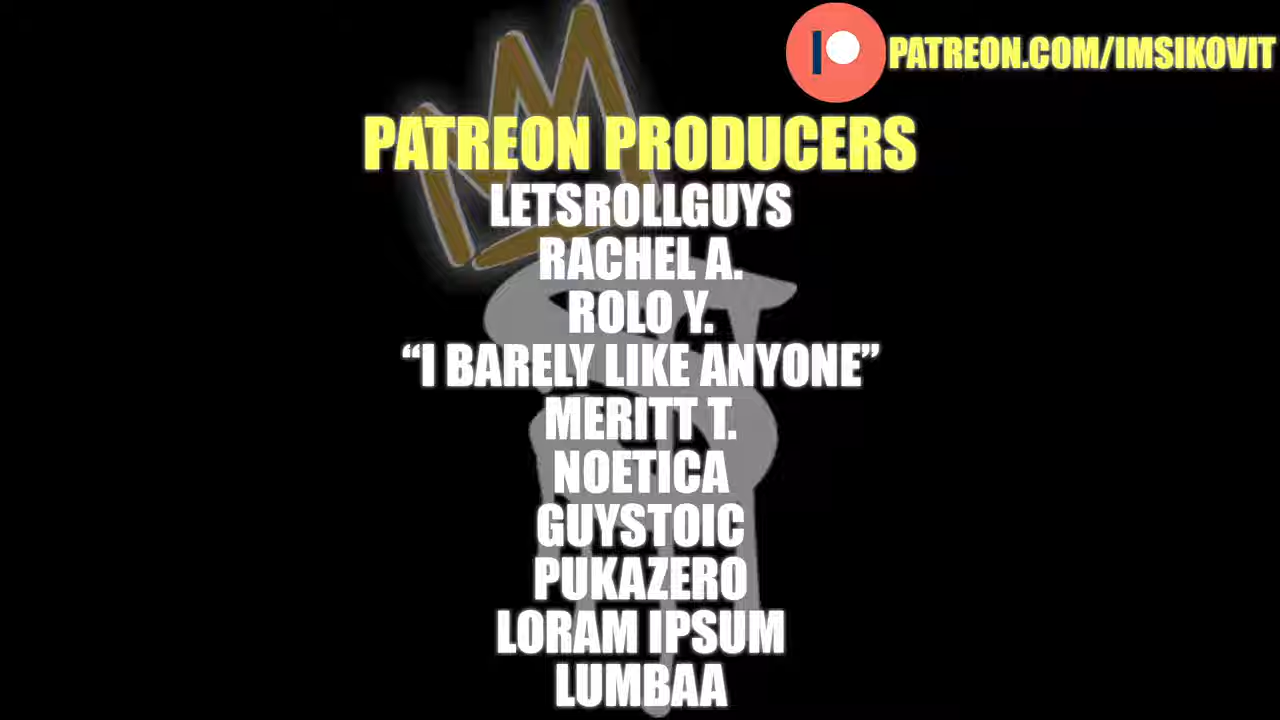 PATREON.COM/IMSIKOVIT
PATREON PRODUCERS
LETSROLLGUYS
RACHEL A.
ROLO Y.
“I BARELY LIKE ANYONE”
MERITT T.
NOETICA
GUYSTOIC
PUKAZERO
LORAM IPSUM
LUMBAA